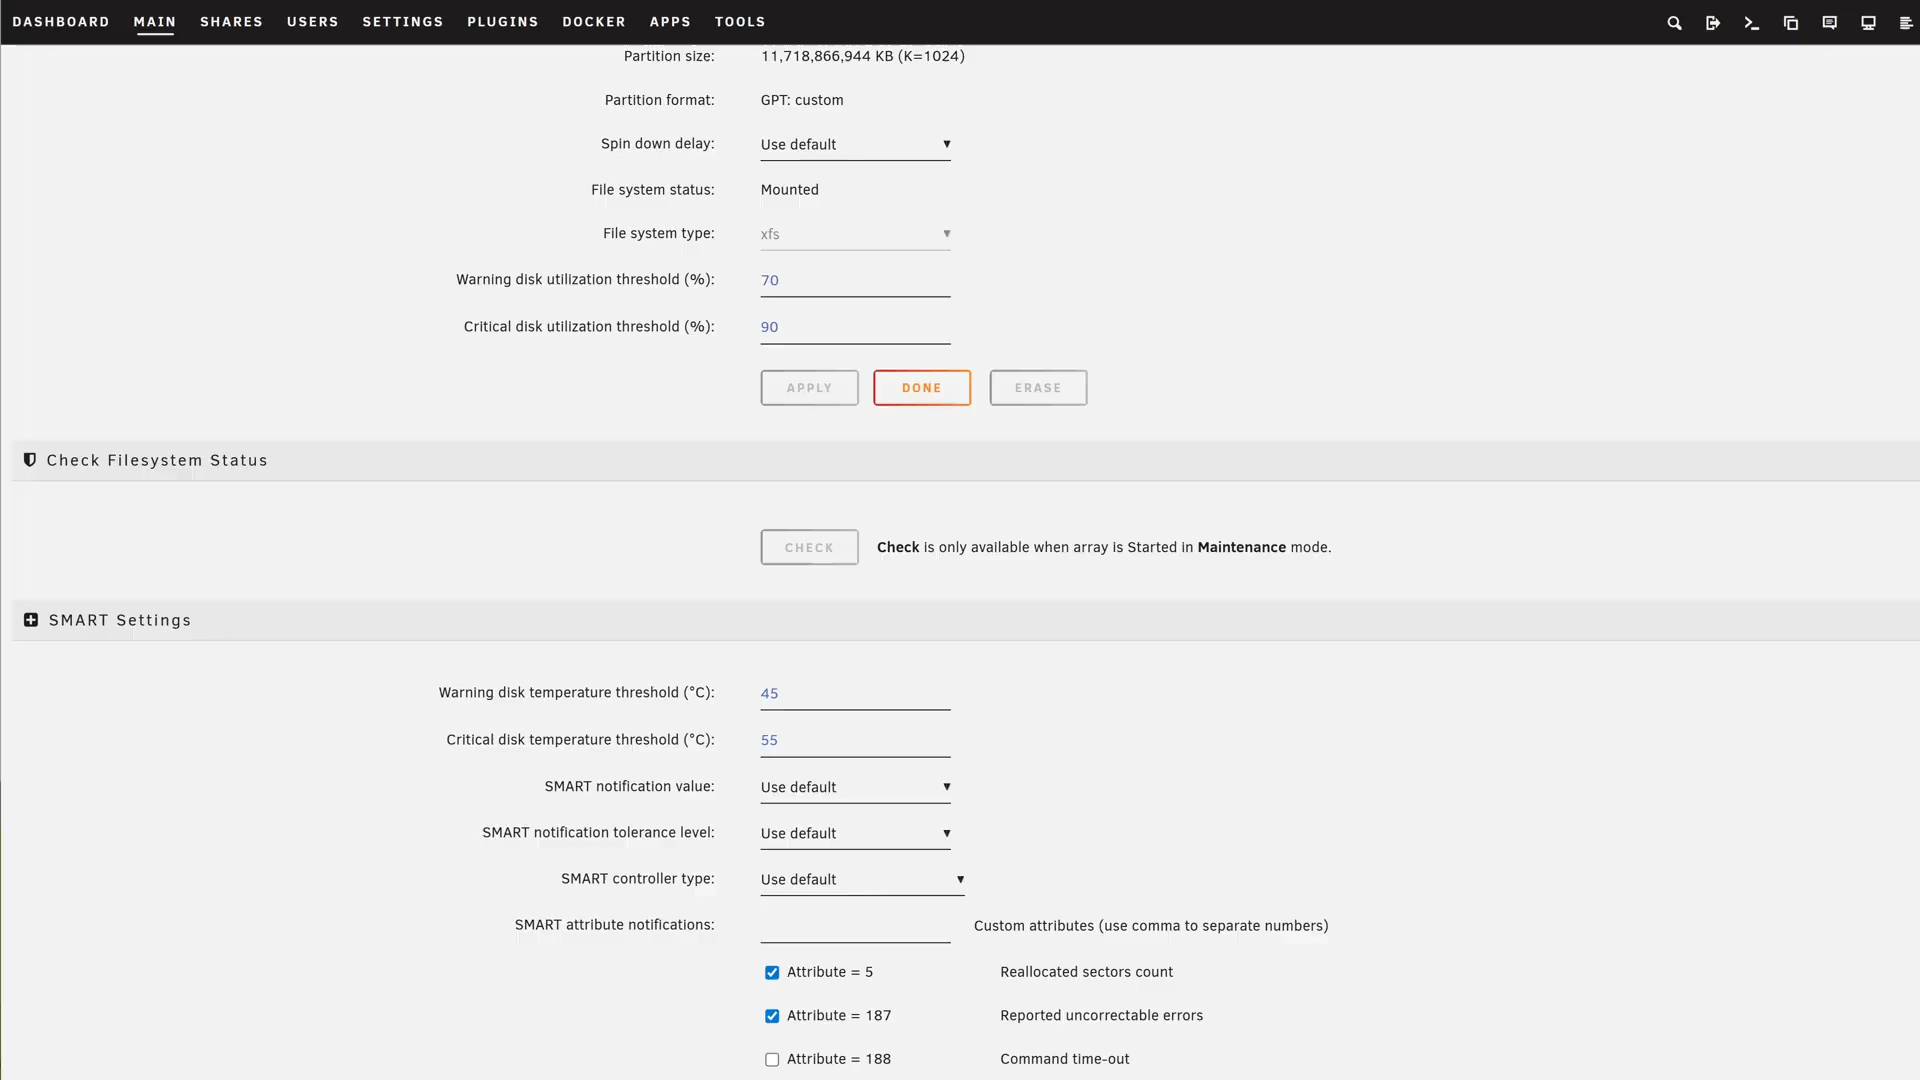 DASHBOARD MAIN SHARES USERS SETTINGS PLUGINS DOCKER APPS TOOLS
Partition size: 11,718,866,944 KB (K=1024)
Partition format: GPT: custom
Spin down delay: Use default
File system status: Mounted
File system type: xfs
Warning disk utilization threshold (%): 70
Critical disk utilization threshold (%): 90
APPLY DONE ERASE
Check Filesystem Status
CHECK Check is only available when array is Started in Maintenance mode.
SMART Settings
Warning disk temperature threshold (°C): 45
Critical disk temperature threshold (°C): 55
SMART notification value: Use default
SMART notification tolerance level: Use default
SMART controller type: Use default
SMART attribute notifications: Custom attributes (use comma to separate numbers)
Attribute = 5 Reallocated sectors count
Attribute = 187 Reported uncorrectable errors
Attribute = 188 Command time-out